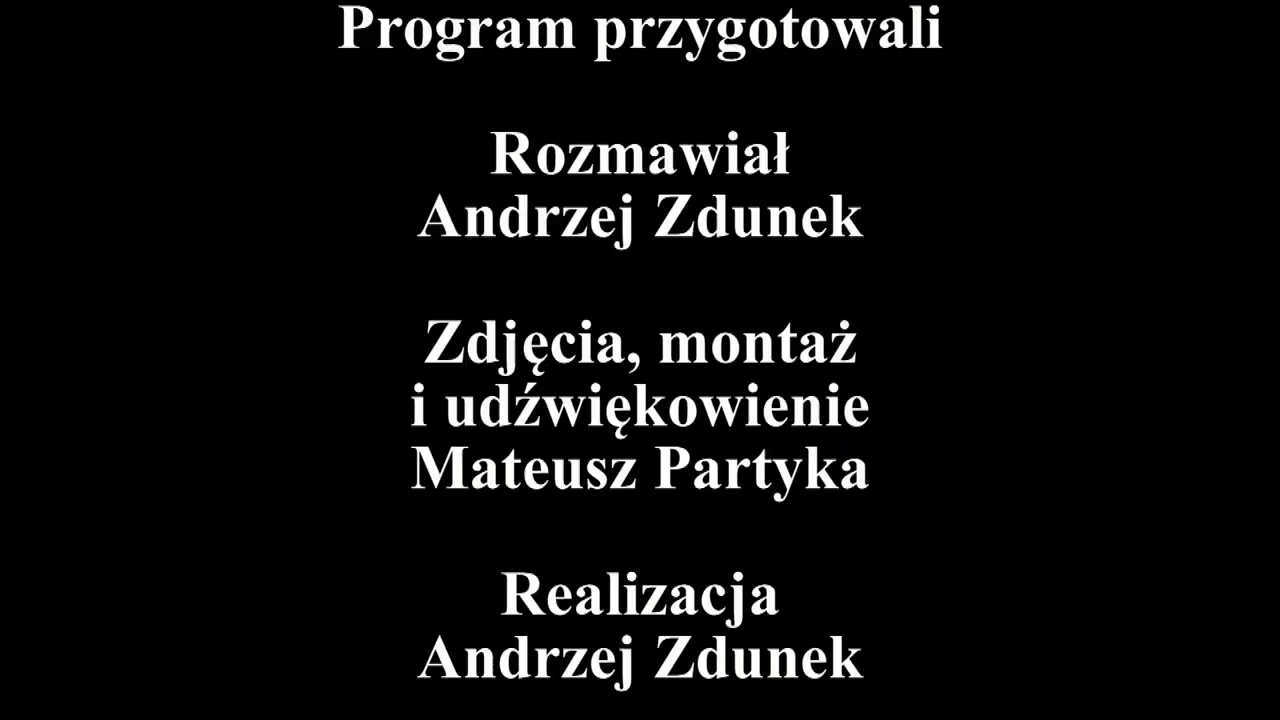 Program przygotowali
Rozmawiał
Andrzej Zdunek
Zdjęcia, montaż
i udźwiękowienie
Mateusz Partyka
Realizacja
Andrzej Zdunek